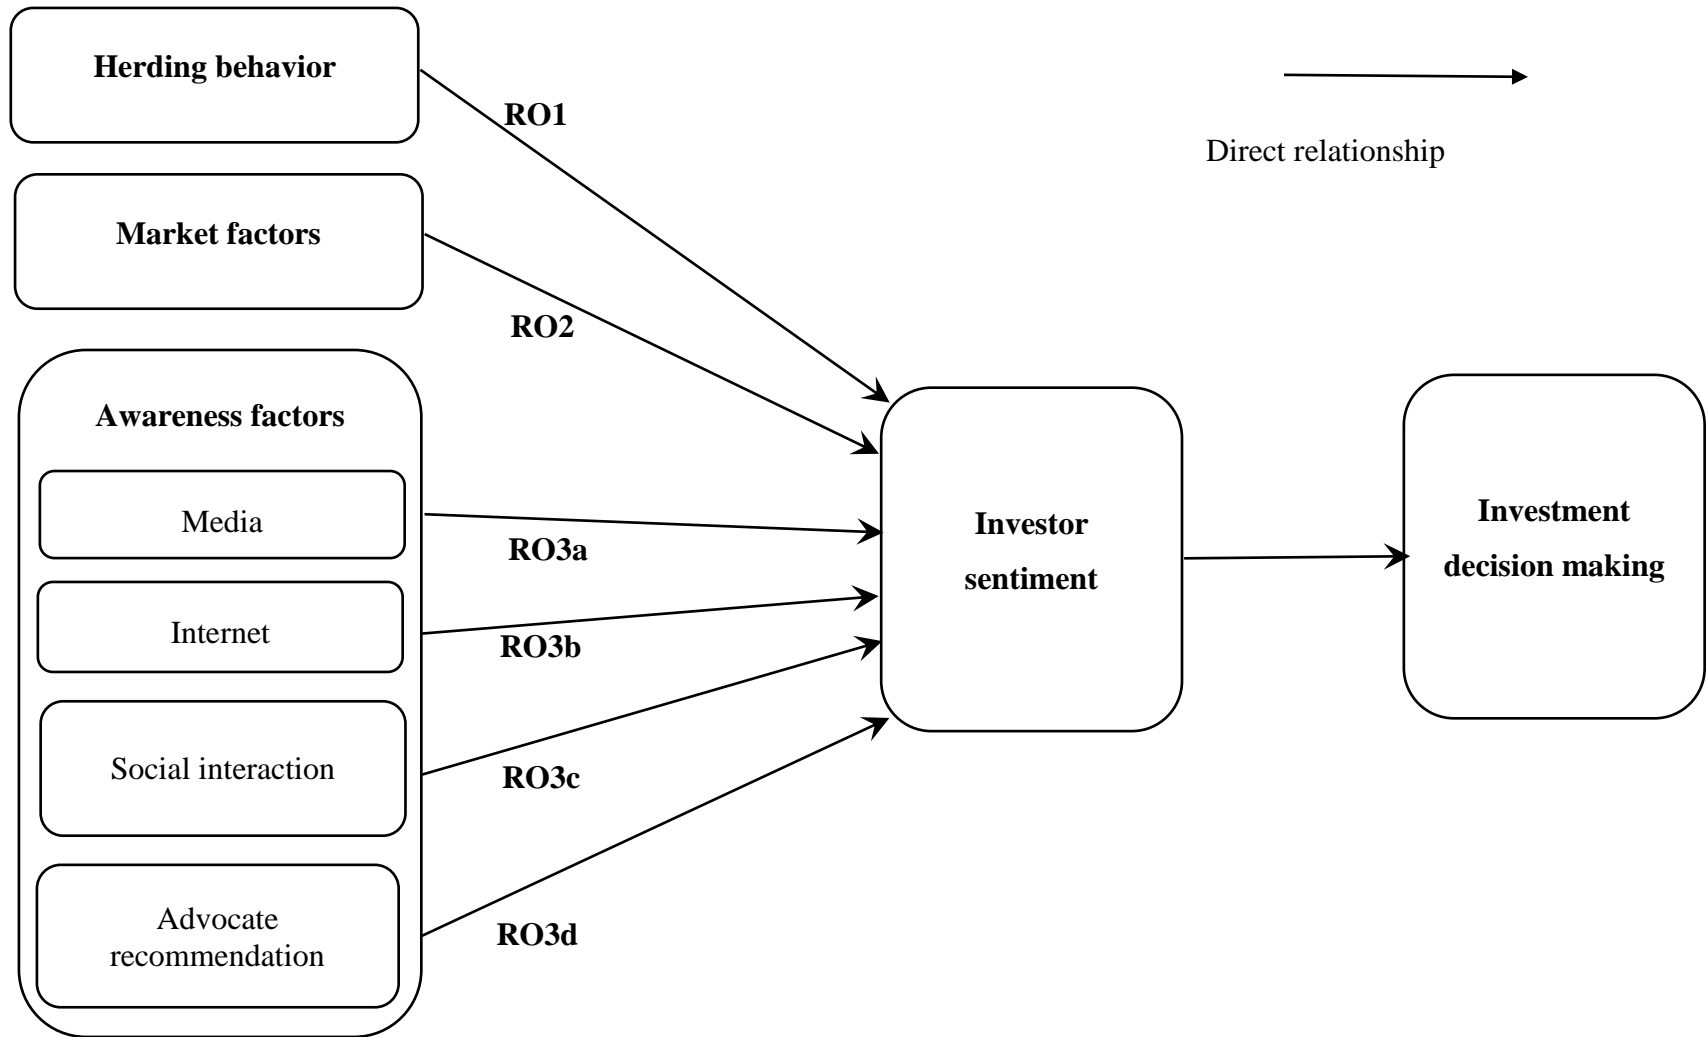 Herding behavior
RO1
Direct relationship
Market factors
RO2
Awareness factors
Media
RO3a
Internet
RO3b
Social interaction
RO3c
Advocate
recommendation
RO3d
Investor
sentiment
Investment
decision making